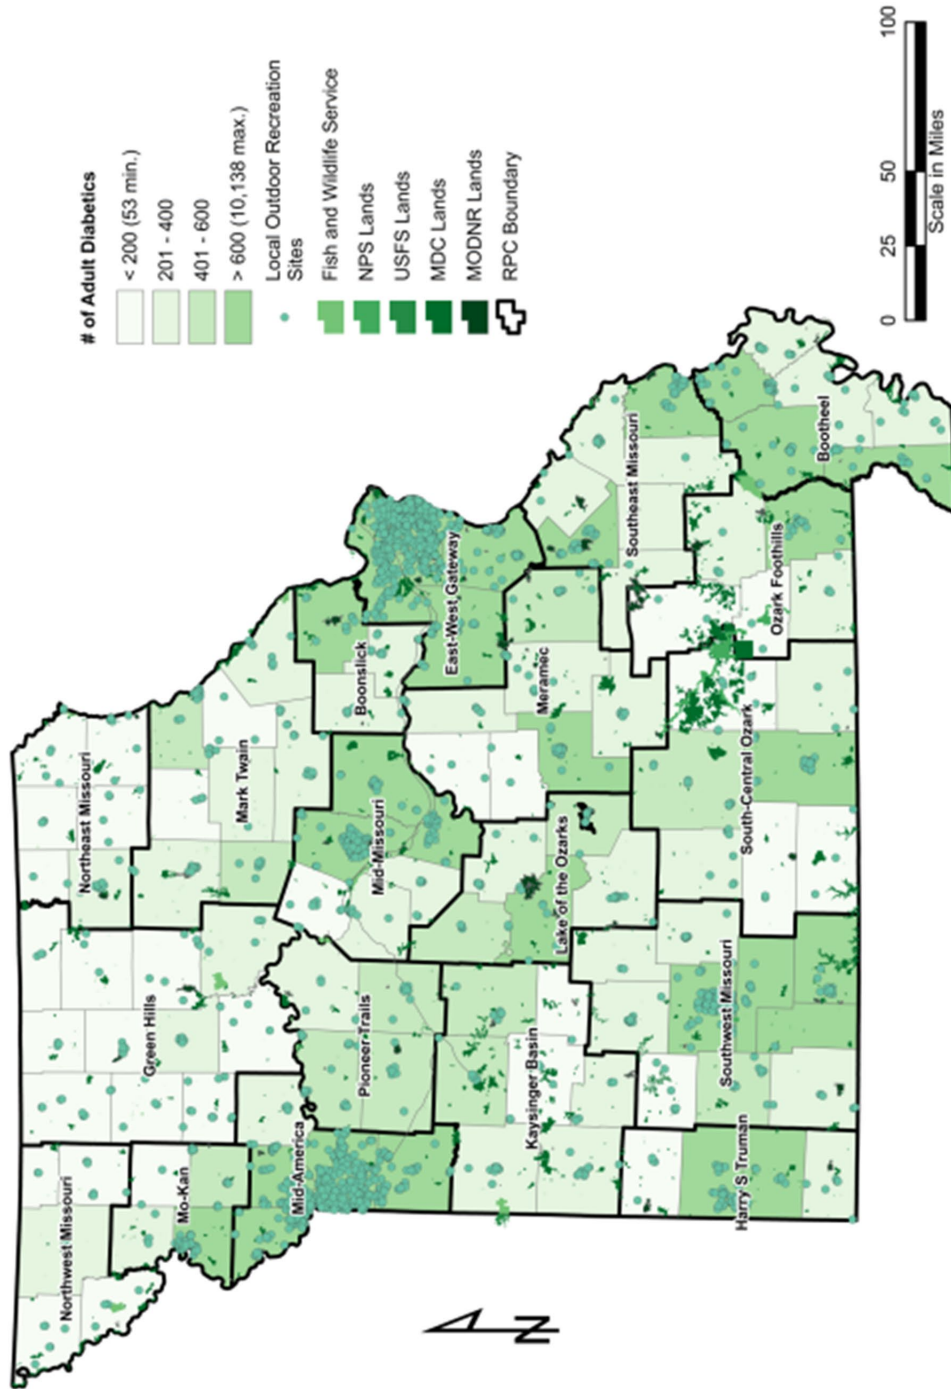 # of Adult Diabetics
< 200 (53 min.)
201 - 400
401 - 600
> 600 (10,138 max.)
Local Outdoor Recreation
Sites
Fish and Wildlife Service
NPS Lands
USFS Lands
MDC Lands
MODNR Lands
RPC Boundary
Northwest Missouri
Green Hills
Northeast Missouri
Mo-Kan
Mark Twain
Mid-America
Pioneer Trails
Mid-Missouri
Boonslick
East-West Gateway
Kaysinger Basin
Lake of the Ozarks
Meramec
Southeast Missouri
Harry S Truman
Southwest Missouri
South-Central Ozark
Ozark Foothills
Bootheel
N
0 25 50 100
Scale in Miles